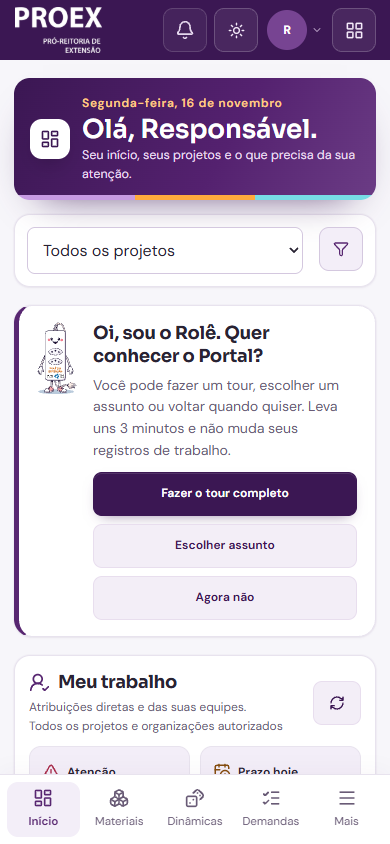 PROEX
PRÓ-REITORIA DE
EXTENSÃO
R
Segunda-feira, 16 de novembro
Olá, Responsável.
Seu início, seus projetos e o que precisa da sua
atenção.
Todos os projetos
Oi, sou o Rolê. Quer
conhecer o Portal?
Você pode fazer um tour, escolher um
assunto ou voltar quando quiser. Leva
uns 3 minutos e não muda seus
registros de trabalho.
Fazer o tour completo
Escolher assunto
Agora não
Meu trabalho
Atribuições diretas e das suas equipes.
Todos os projetos e organizações autorizados
Atenção
Prazo hoje
Início
Materiais
Dinâmicas
Demandas
Mais